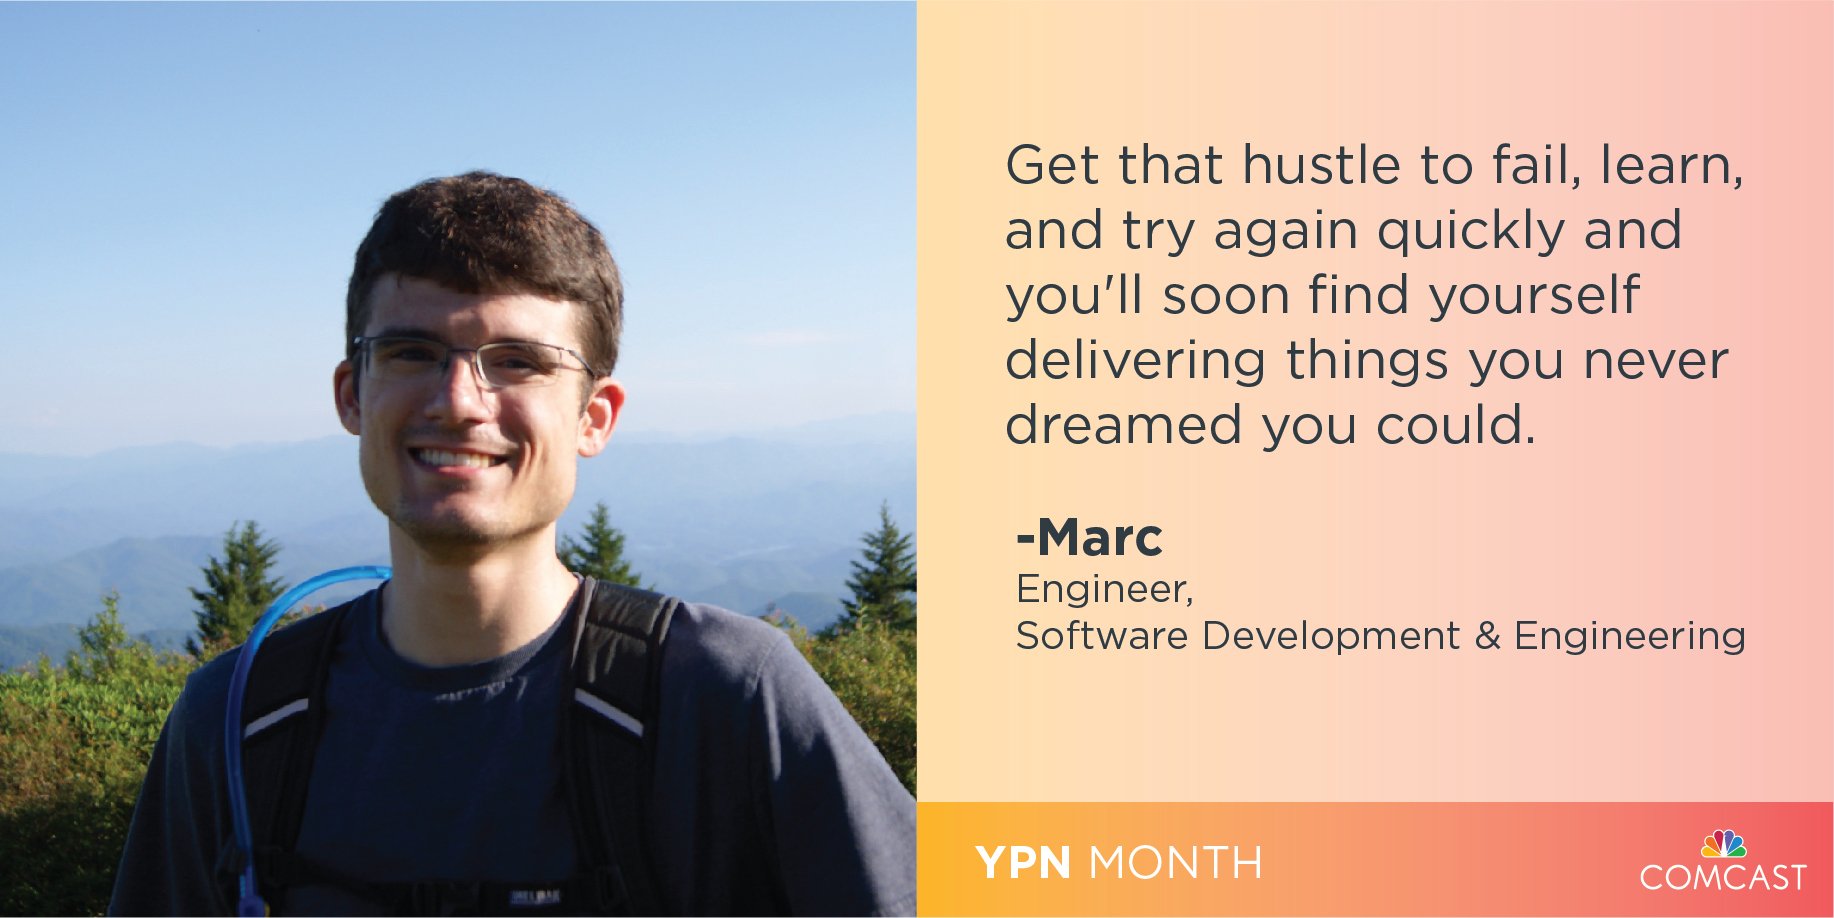 Get that hustle to fail, learn,
and try again quickly and
you'll soon find yourself
delivering things you never
dreamed you could.
-Marc
Engineer,
Software Development & Engineering
YPN MONTH
COMCAST